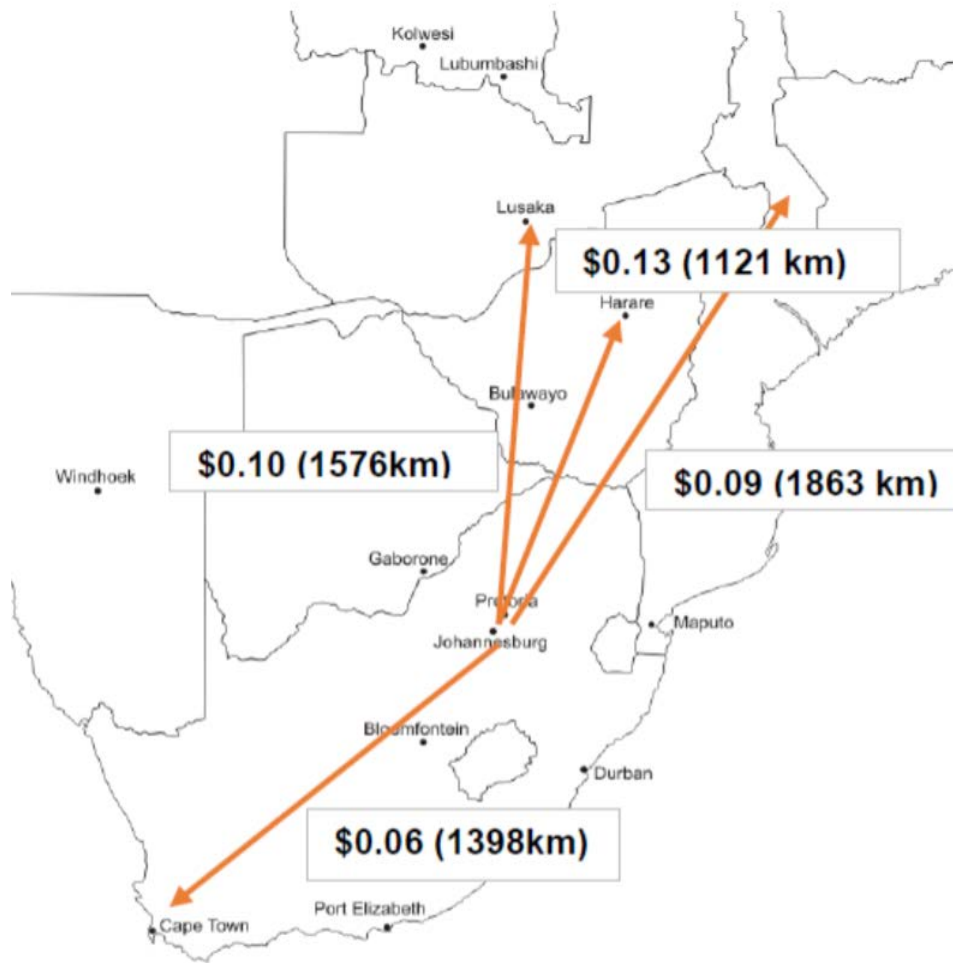 Kolwesi
Lubumbashi
Lusaka
$0.13 (1121 km)
Harare
Bulawayo
$0.10 (1576km)
Windhoek
$0.09 (1863 km)
Gaborone
Pretoria
Maputo
Johannesburg
Bloemfontein
Durban
$0.06 (1398km)
Port Elizabeth
Cape Town